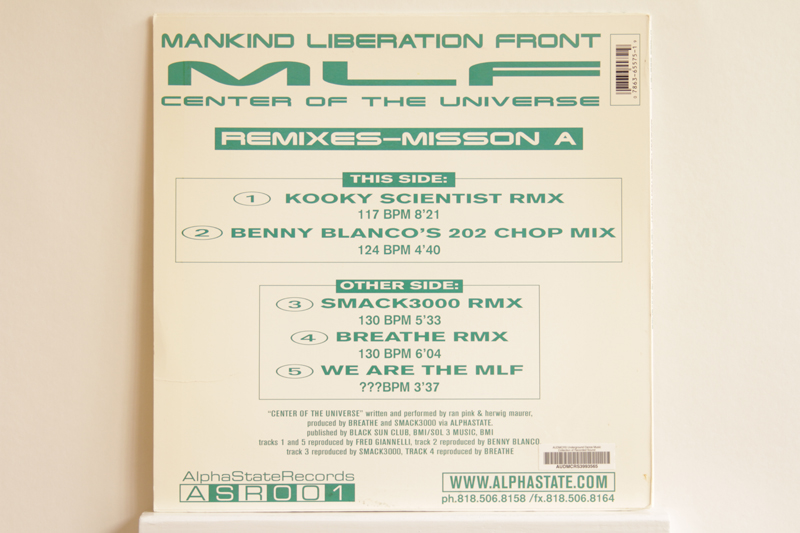 MANKIND LIBERATION FRONT
MLF
CENTER OF THE UNIVERSE
REMIXES-MISSON A
THIS SIDE:
1 KOOKY SCIENTIST RMX
117 BPM 8'21
2 BENNY BLANCO'S 202 CHOP MIX
124 BPM 4'40
OTHER SIDE:
3 SMACK3000 RMX
130 BPM 5'33
4 BREATHE RMX
130 BPM 6'04
5 WE ARE THE MLF
???BPM 3'37
"CENTER OF THE UNIVERSE" written and performed by ran pink & herwig maurer,
produced by BREATHE and SMACK3000 via ALPHASTATE,
published by BLACK SUN CLUB, BMI/SOL 3 MUSIC, BMI
tracks 1 and 5 reproduced by FRED GIANNELLI, track 2 reproduced by BENNY BLANCO
track 3 reproduced by SMACK3000, TRACK 4 reproduced by BREATHE
AlphaStateRecords
ASR001
WWW.ALPHASTATE.COM
ph.818.506.8158 /fx.818.506.8164